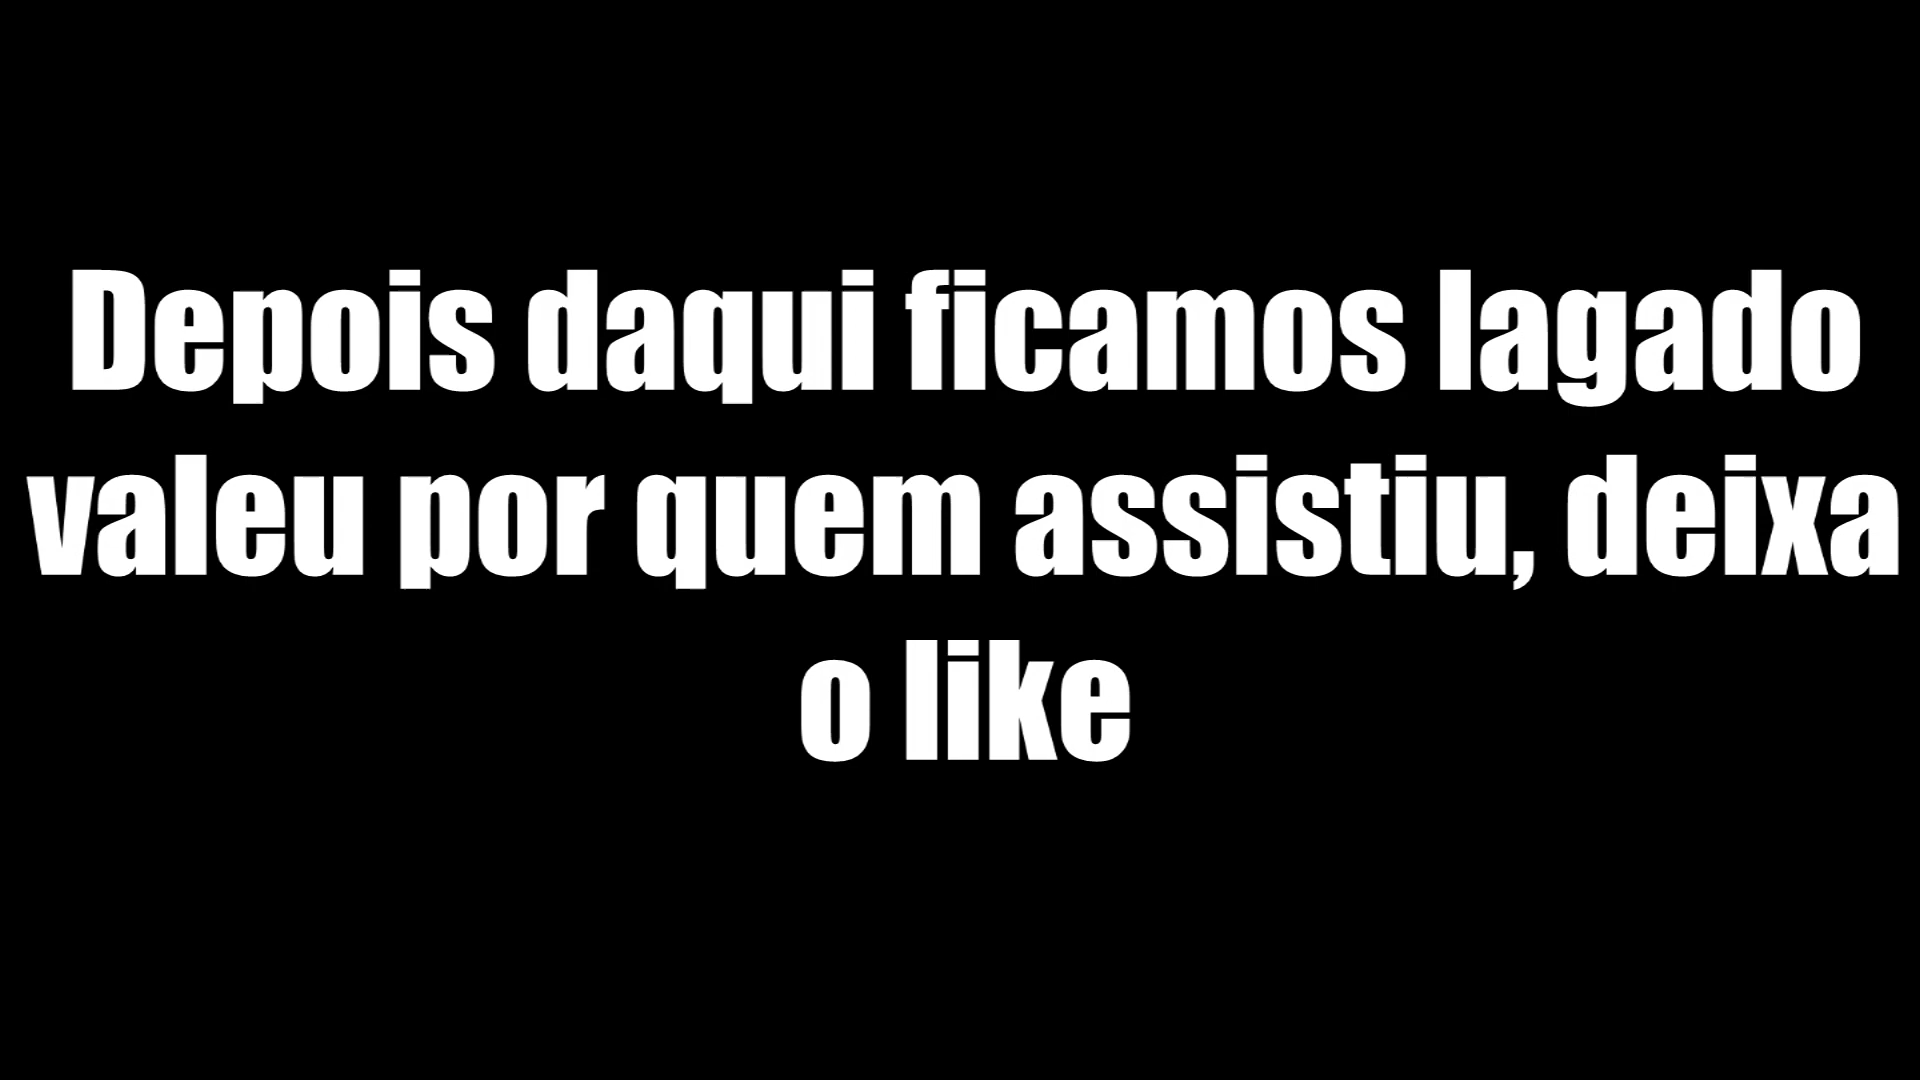 Depois daqui ficamos lagado
valeu por quem assistiu, deixa
o like